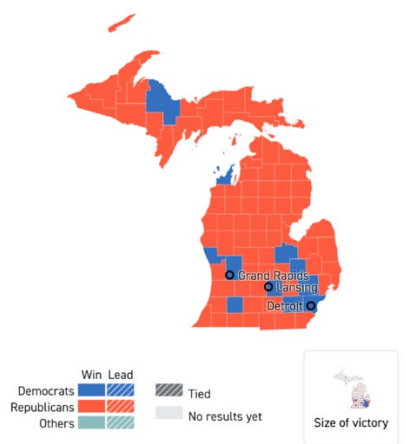 Grand Rapids
Lansing
Detroit
Win Lead
Democrats
Tied
Republicans
No results yet
Others
Size of victory